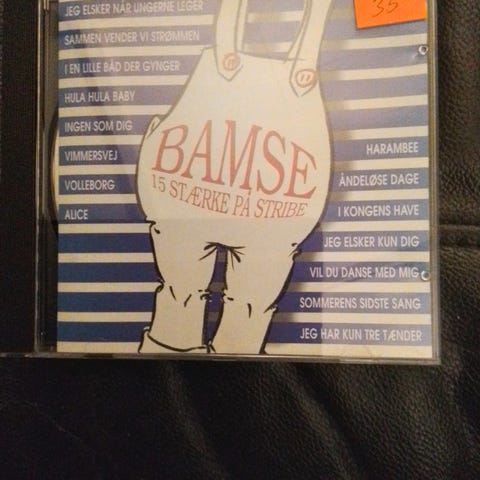 35
JEG ELSKER NÅR UNGERNE LEGER
SAMMEN VENDER VI STRØMMEN
I EN LILLE BÅD DER GYNGER
HULA HULA BABY
INGEN SOM DIG
VIMMERSVEJ
VOLLEBORG
ALICE
BAMSE
15 STÆRKE PÅ STRIBE
HARAMBEE
ÅNDELØSE DAGE
I KONGENS HAVE
JEG ELSKER KUN DIG
VIL DU DANSE MED MIG
SOMMERENS SIDSTE SANG
JEG HAR KUN TRE TÆNDER